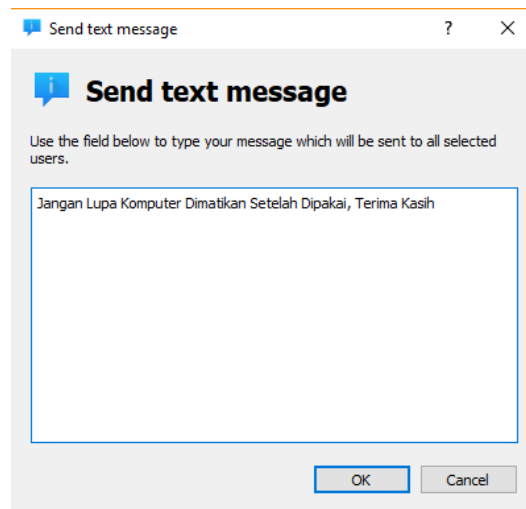 Send text message
Send text message
Use the field below to type your message which will be sent to all selected
users.
Jangan Lupa Komputer Dimatikan Setelah Dipakai, Terima Kasih
OK Cancel